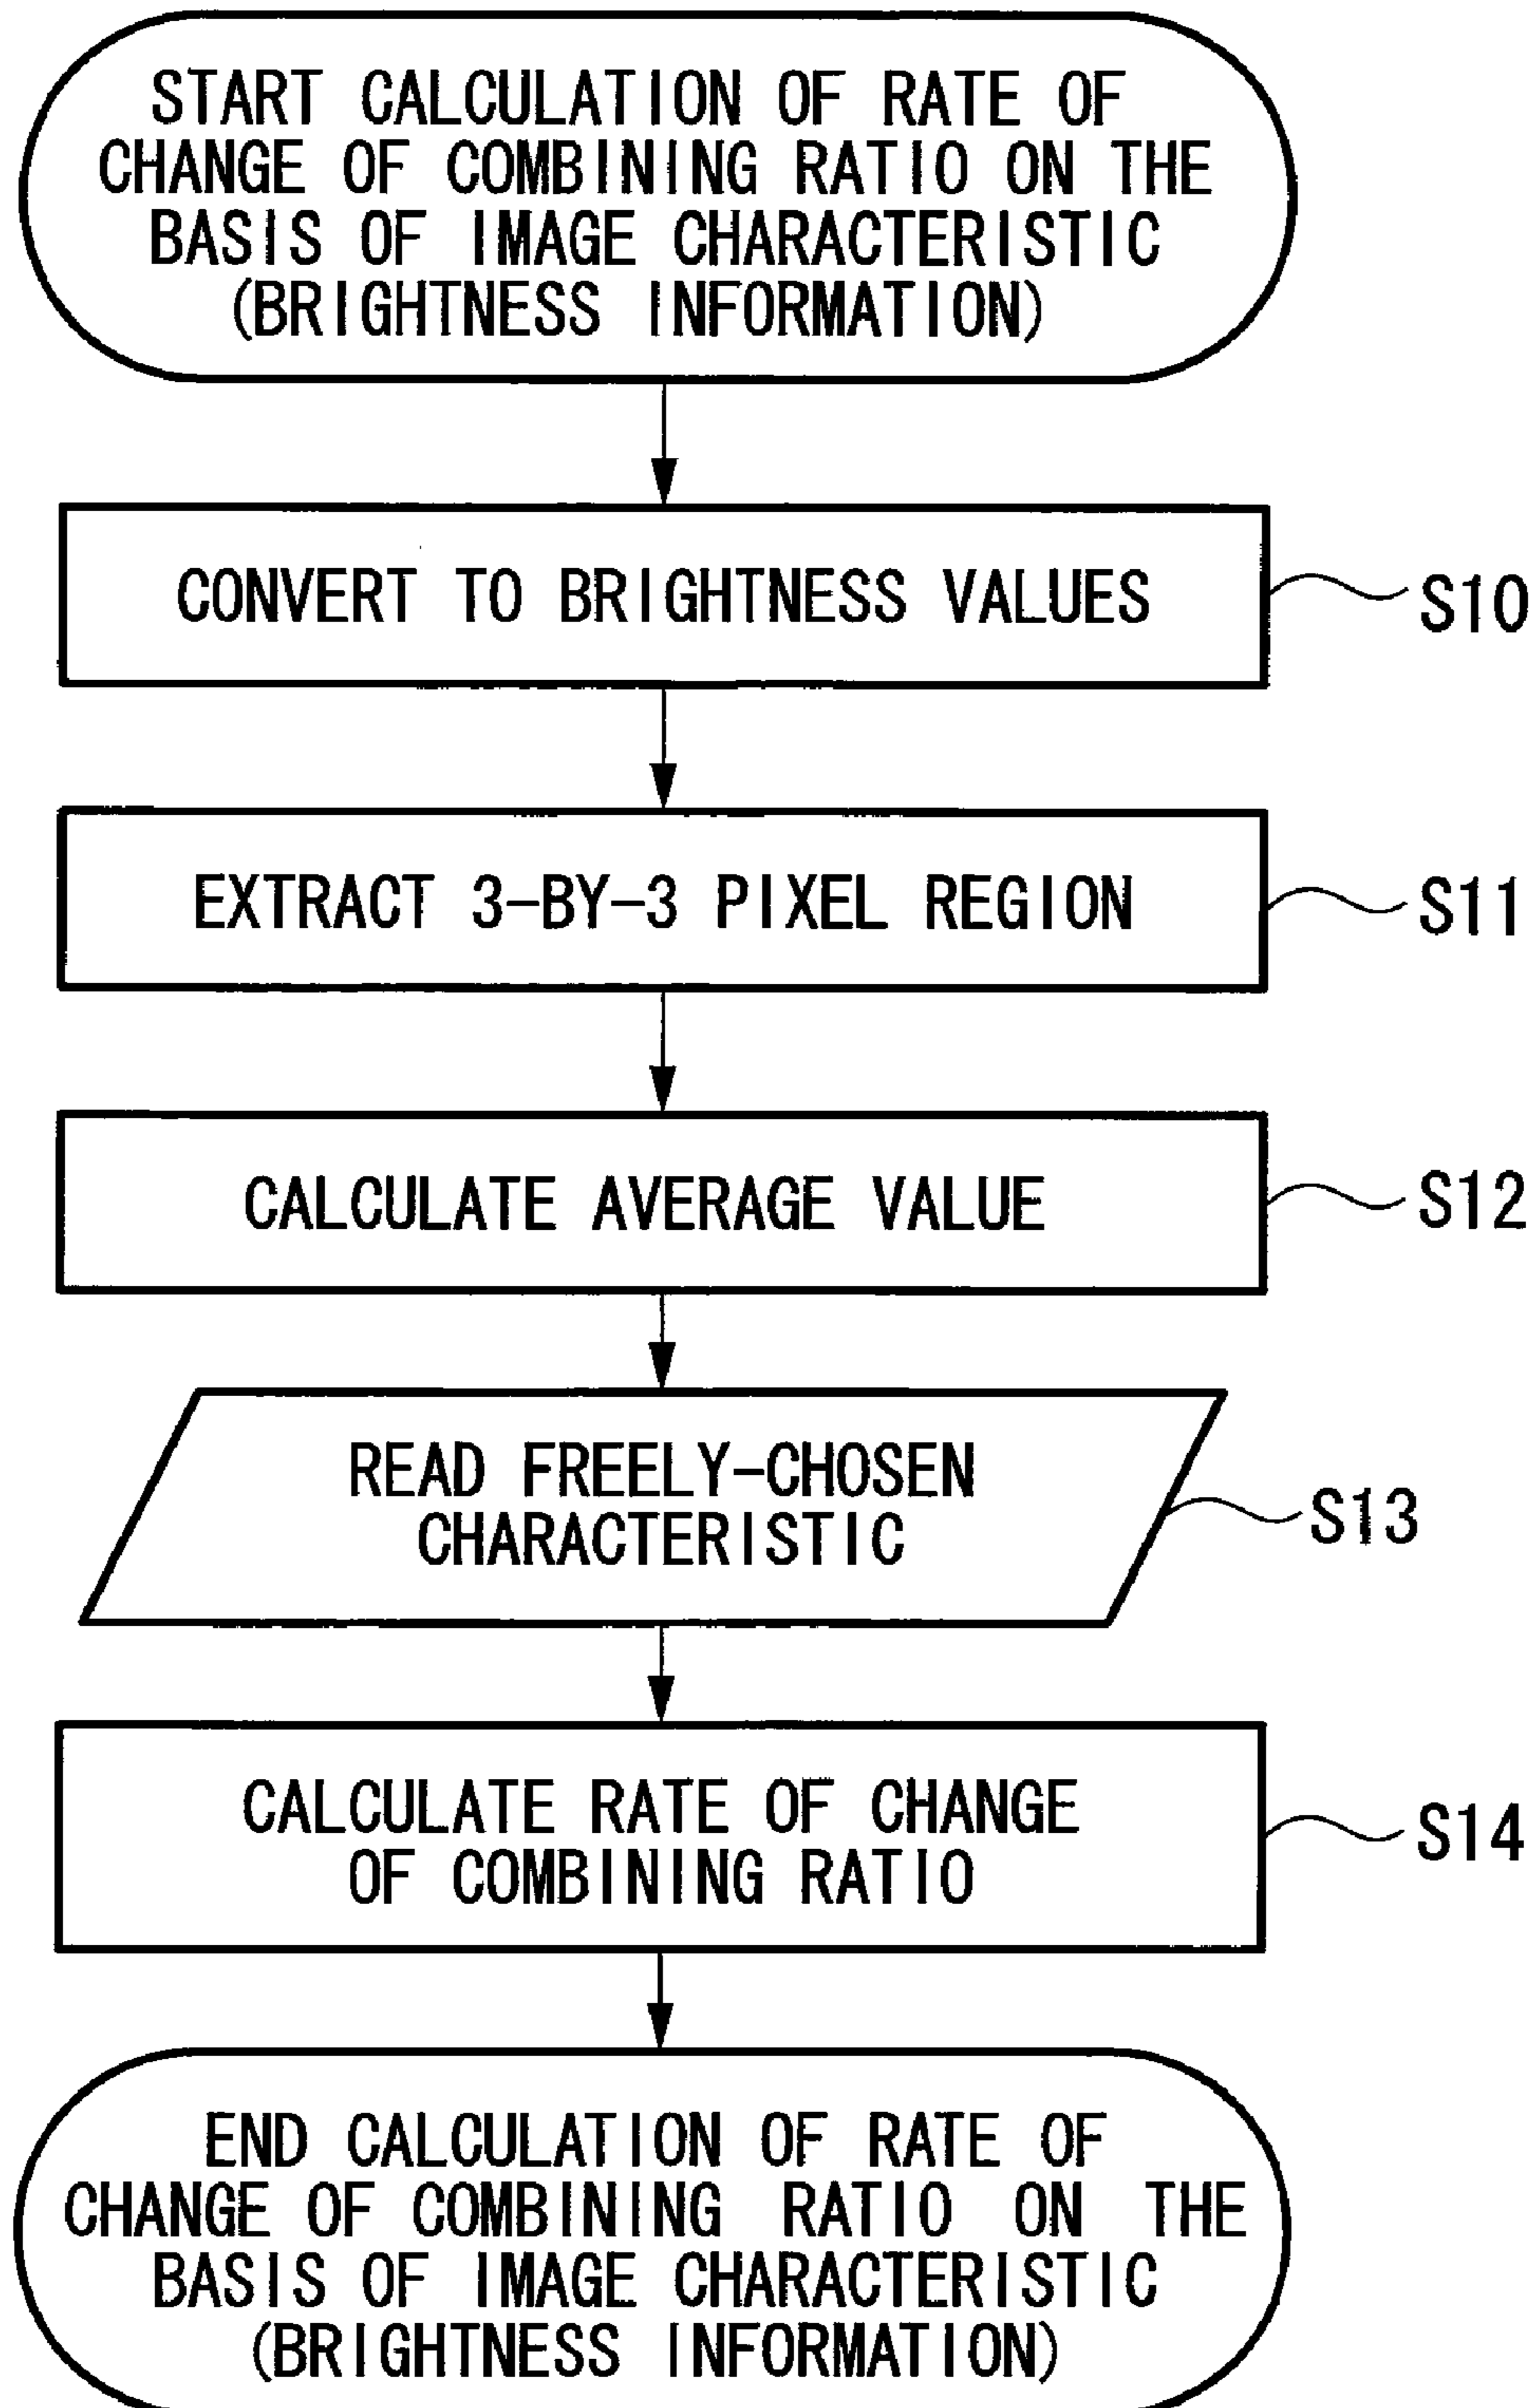 START CALCULATION OF RATE OF
CHANGE OF COMBINING RATIO ON THE
BASIS OF IMAGE CHARACTERISTIC
(BRIGHTNESS INFORMATION)
CONVERT TO BRIGHTNESS VALUES
S10
EXTRACT 3-BY-3 PIXEL REGION
S11
CALCULATE AVERAGE VALUE
S12
READ FREELY-CHOSEN
CHARACTERISTIC
S13
CALCULATE RATE OF CHANGE
OF COMBINING RATIO
S14
END CALCULATION OF RATE OF
CHANGE OF COMBINING RATIO ON THE
BASIS OF IMAGE CHARACTERISTIC
(BRIGHTNESS INFORMATION)